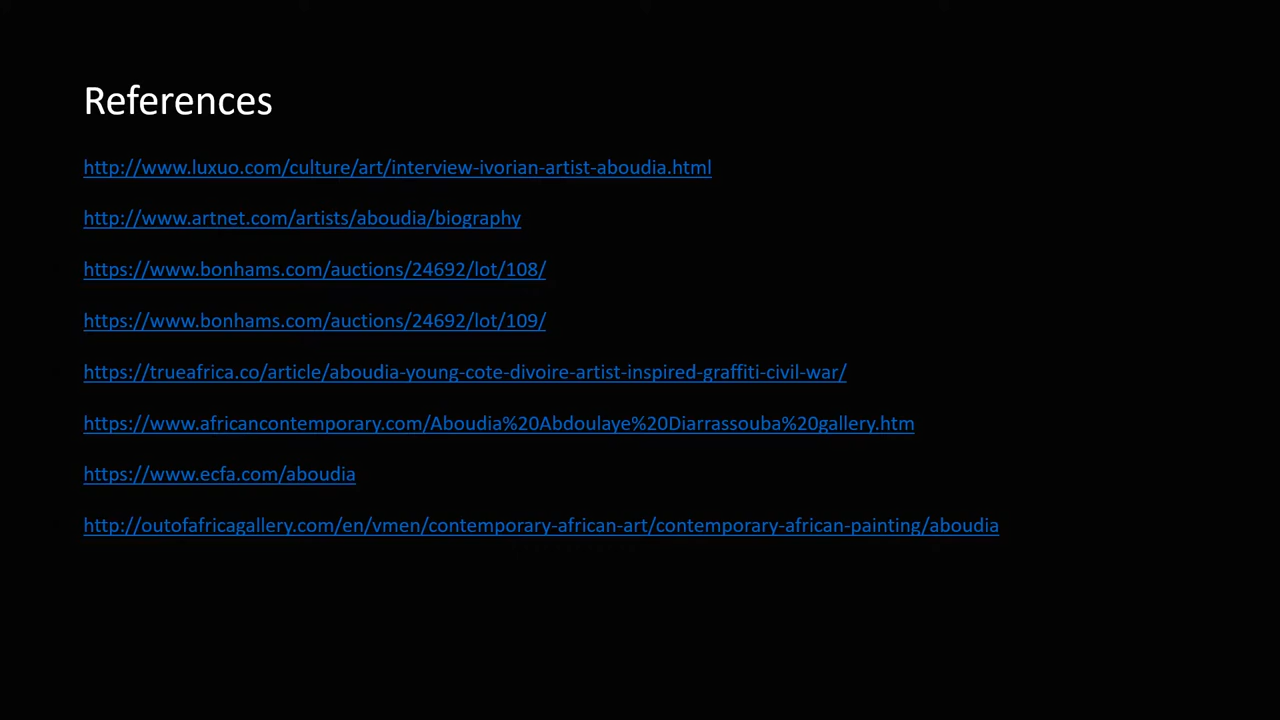 References
http://www.luxuo.com/culture/art/interview-ivorian-artist-aboudia.html
http://www.artnet.com/artists/aboudia/biography
https://www.bonhams.com/auctions/24692/lot/108/
https://www.bonhams.com/auctions/24692/lot/109/
https://trueafrica.co/article/aboudia-young-cote-divoire-artist-inspired-graffiti-civil-war/
https://www.africancontemporary.com/Aboudia%20Abdoulaye%20Diarrassouba%20gallery.htm
https://www.ecfa.com/aboudia
http://outofafricagallery.com/en/vmen/contemporary-african-art/contemporary-african-painting/aboudia